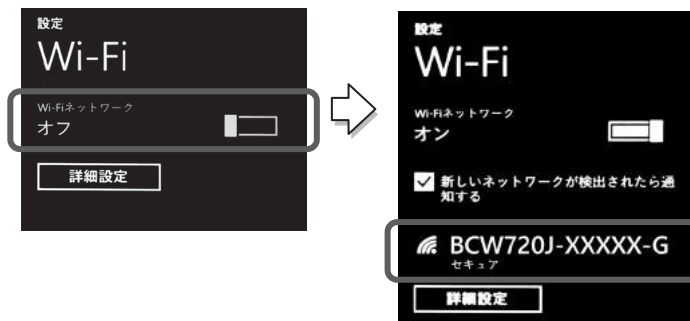 設定
Wi-Fi
Wi-Fiネットワーク
オフ
詳細設定
設定
Wi-Fi
Wi-Fiネットワーク
オン
新しいネットワークが検出されたら通
知する
BCW720J-XXXXX-G
セキュア
詳細設定